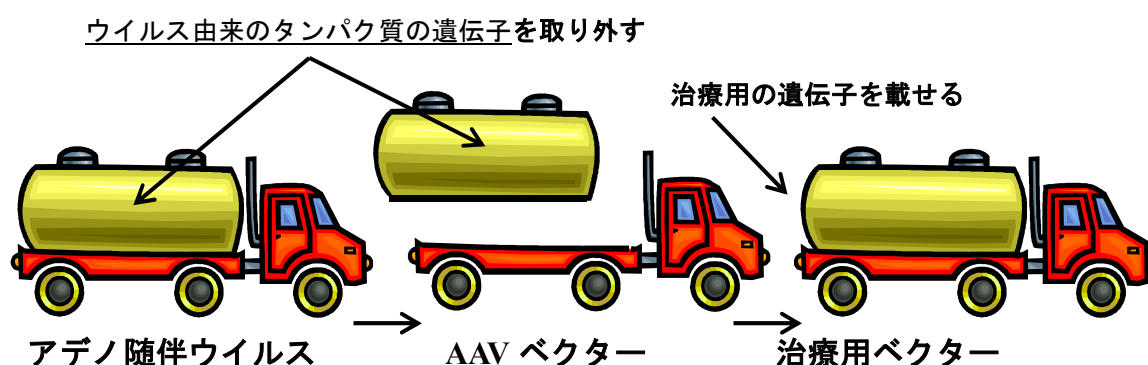 ウイルス由来のタンパク質の遺伝子を取り外す
治療用の遺伝子を載せる
アデノ随伴ウイルス
AAV ベクター
治療用ベクター